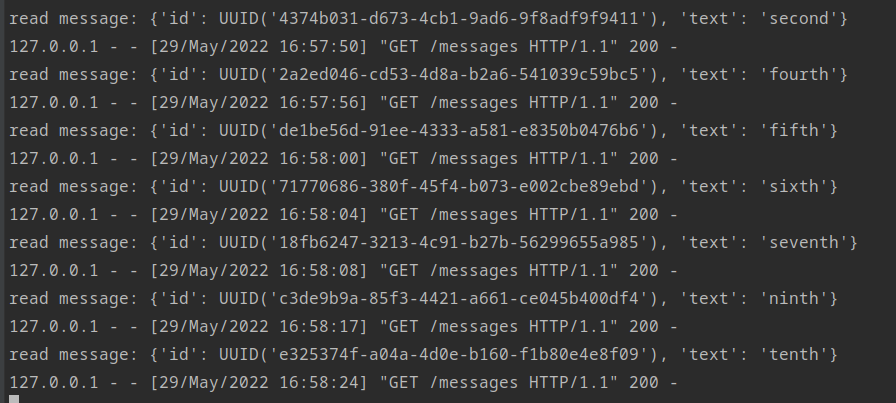 read message: {'id': UUID('4374b031-d673-4cb1-9ad6-9f8adf9f9411'), 'text': 'second'}
127.0.0.1 - - [29/May/2022 16:57:50] "GET /messages HTTP/1.1" 200 -
read message: {'id': UUID('2a2ed046-cd53-4d8a-b2a6-541039c59bc5'), 'text': 'fourth'}
127.0.0.1 - - [29/May/2022 16:57:56] "GET /messages HTTP/1.1" 200 -
read message: {'id': UUID('de1be56d-91ee-4333-a581-e8350b0476b6'), 'text': 'fifth'}
127.0.0.1 - - [29/May/2022 16:58:00] "GET /messages HTTP/1.1" 200 -
read message: {'id': UUID('71770686-380f-45f4-b073-e002cbe89ebd'), 'text': 'sixth'}
127.0.0.1 - - [29/May/2022 16:58:04] "GET /messages HTTP/1.1" 200 -
read message: {'id': UUID('18fb6247-3213-4c91-b27b-56299655a985'), 'text': 'seventh'}
127.0.0.1 - - [29/May/2022 16:58:08] "GET /messages HTTP/1.1" 200 -
read message: {'id': UUID('c3de9b9a-85f3-4421-a661-ce045b400df4'), 'text': 'ninth'}
127.0.0.1 - - [29/May/2022 16:58:17] "GET /messages HTTP/1.1" 200 -
read message: {'id': UUID('e325374f-a04a-4d0e-b160-f1b80e4e8f09'), 'text': 'tenth'}
127.0.0.1 - - [29/May/2022 16:58:24] "GET /messages HTTP/1.1" 200 -